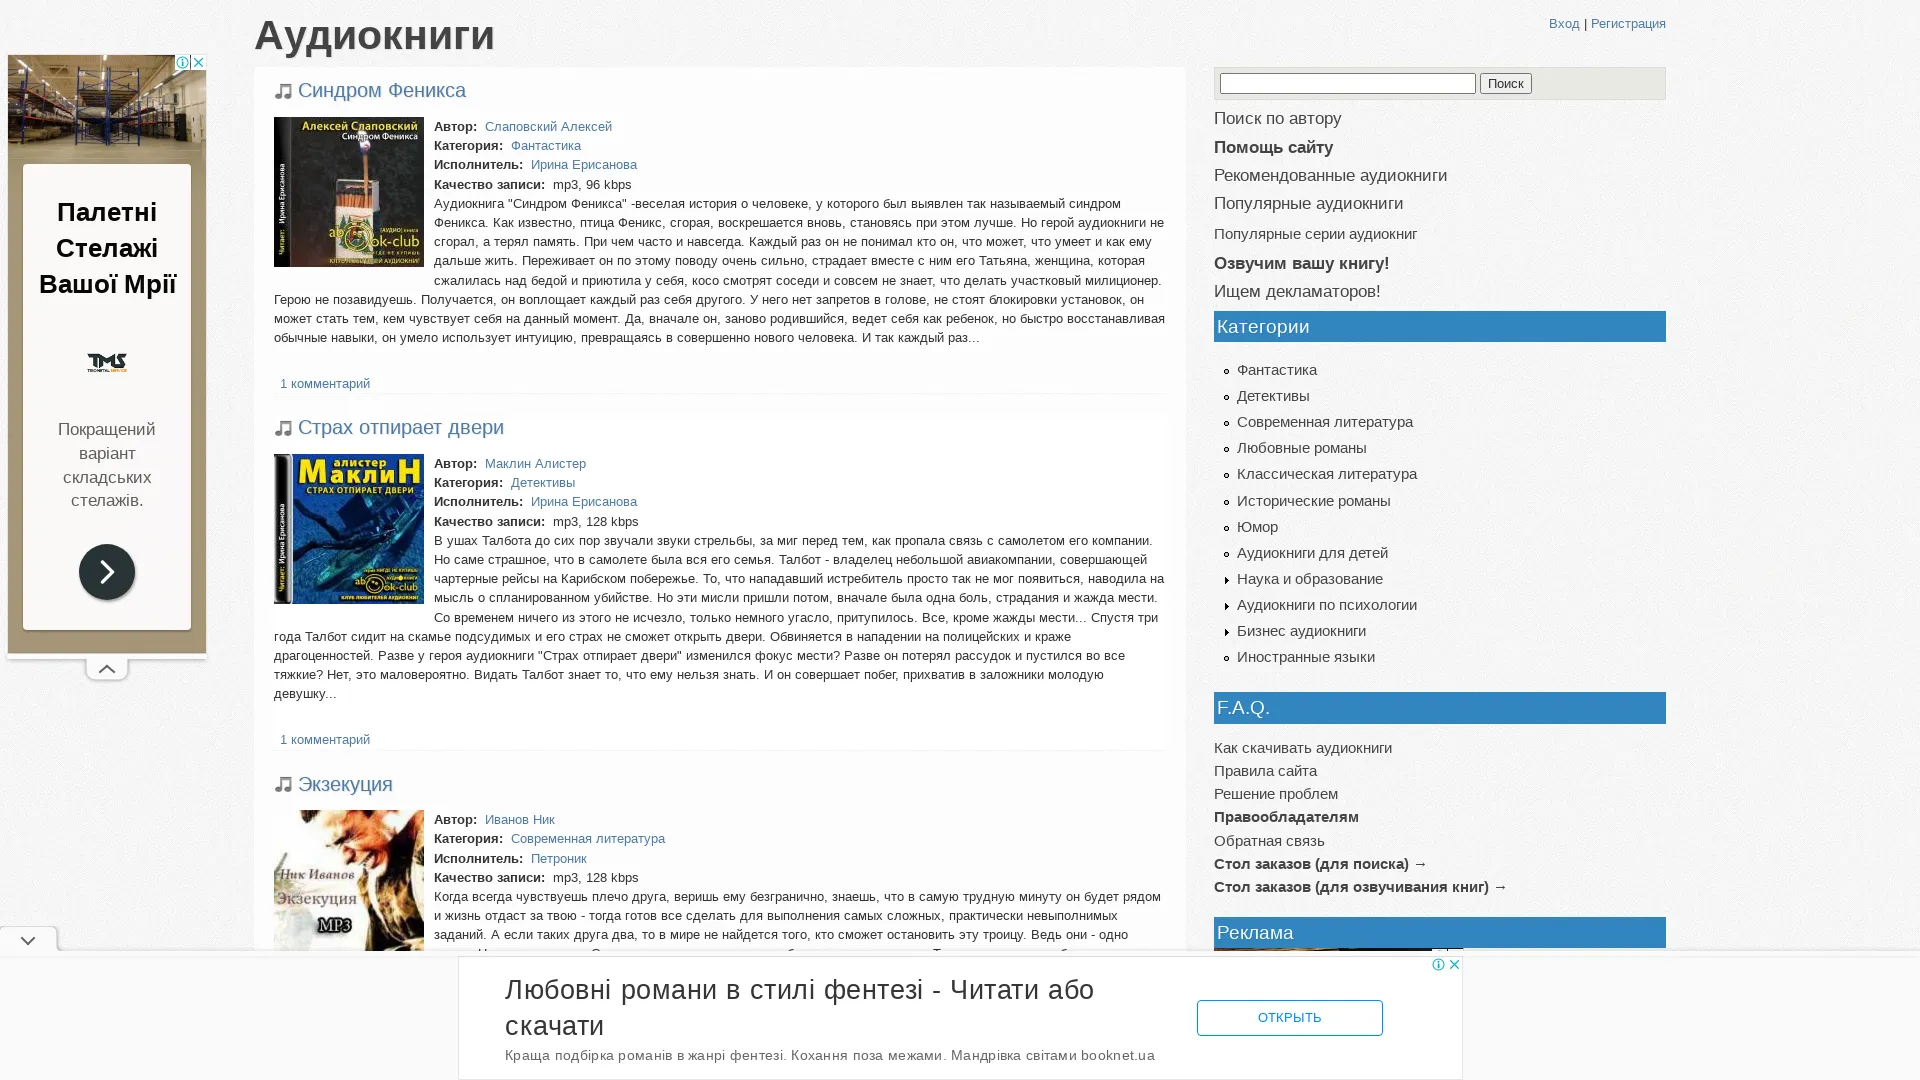 Аудиокниги
Вход | Регистрация
Палетні
Стелажі
Вашої Мрії
TMS
Покращений
варіант
складських
стелажів.
Синдром Феникса
Алексей Слаповский
Синдром Феникса
Читает: Ирина Ерисанова
Автор: Слаповский Алексей
Категория: Фантастика
Исполнитель: Ирина Ерисанова
Качество записи: mp3, 96 kbps
Аудиокнига "Синдром Феникса" -веселая история о человеке, у которого был выявлен так называемый синдром
Феникса. Как известно, птица Феникс, сгорая, воскрешается вновь, становясь при этом лучше. Но герой аудиокниги не
сгорал, а терял память. При чем часто и навсегда. Каждый раз он не понимал кто он, что может, что умеет и как ему
дальше жить. Переживает он по этому поводу очень сильно, страдает вместе с ним его Татьяна, женщина, которая
сжалилась над бедой и приютила у себя, косо смотрят соседи и совсем не знает, что делать участковый милиционер.
Герою не позавидуешь. Получается, он воплощает каждый раз себя другого. У него нет запретов в голове, не стоят блокировки установок, он
может стать тем, кем чувствует себя на данный момент. Да, вначале он, заново родившийся, ведет себя как ребенок, но быстро восстанавливая
обычные навыки, он умело использует интуицию, превращаясь в совершенно нового человека. И так каждый раз...
1 комментарий
Страх отпирает двери
алистер
Маклин
СТРАХ ОТПИРАЕТ ДВЕРИ
Читает: Ирина Ерисанова
Автор: Маклин Алистер
Категория: Детективы
Исполнитель: Ирина Ерисанова
Качество записи: mp3, 128 kbps
В ушах Талбота до сих пор звучали звуки стрельбы, за миг перед тем, как пропала связь с самолетом его компании.
Но саме страшное, что в самолете была вся его семья. Талбот - владелец небольшой авиакомпании, совершающей
чартерные рейсы на Карибском побережье. То, что нападавший истребитель просто так не мог появиться, наводила на
мысль о спланированном убийстве. Но эти мисли пришли потом, вначале была одна боль, страдания и жажда мести.
Со временем ничего из этого не исчезло, только немного угасло, притупилось. Все, кроме жажды мести... Спустя три
года Талбот сидит на скамье подсудимых и его страх не сможет открыть двери. Обвиняется в нападении на полицейских и краже
драгоценностей. Разве у героя аудиокниги "Страх отпирает двери" изменился фокус мести? Разве он потерял рассудок и пустился во все
тяжкие? Нет, это маловероятно. Видать Талбот знает то, что ему нельзя знать. И он совершает побег, прихватив в заложники молодую
девушку...
1 комментарий
Экзекуция
Ник Иванов
Экзекуция
MP3
Автор: Иванов Ник
Категория: Современная литература
Исполнитель: Петроник
Качество записи: mp3, 128 kbps
Когда всегда чувствуешь плечо друга, веришь ему безгранично, знаешь, что в самую трудную минуту он будет рядом
и жизнь отдаст за твою - тогда готов все сделать для выполнения самых сложных, практически невыполнимых
заданий. А если таких друга два, то в мире не найдется того, кто сможет остановить эту троицу. Ведь они - одно
Поиск
Поиск по автору
Помощь сайту
Рекомендованные аудиокниги
Популярные аудиокниги
Популярные серии аудиокниг
Озвучим вашу книгу!
Ищем декламаторов!
Категории
Фантастика
Детективы
Современная литература
Любовные романы
Классическая литература
Исторические романы
Юмор
Аудиокниги для детей
Наука и образование
Аудиокниги по психологии
Бизнес аудиокниги
Иностранные языки
F.A.Q.
Как скачивать аудиокниги
Правила сайта
Решение проблем
Правообладателям
Обратная связь
Стол заказов (для поиска) →
Стол заказов (для озвучивания книг) →
Реклама
Любовні романи в стилі фентезі - Читати або
скачати
Краща подбірка романів в жанрі фентезі. Кохання поза межами. Мандрівка світами booknet.ua
ОТКРЫТЬ